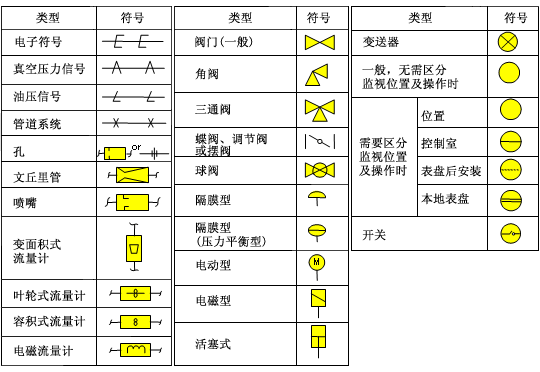 类型 符号
电子符号
真空压力信号
油压信号
管道系统
孔 or
文丘里管
喷嘴
变面积式
流量计
叶轮式流量计
容积式流量计 8
电磁流量计
类型 符号
阀门(一般)
角阀
三通阀
蝶阀、调节阀
或摆阀
球阀
隔膜型
隔膜型
(压力平衡型)
电动型 M
电磁型
活塞式
类型 符号
变送器
一般，无需区分
监视位置及操作时
需要区分
监视位置
及操作时
位置
控制室
表盘后安装
本地表盘
开关